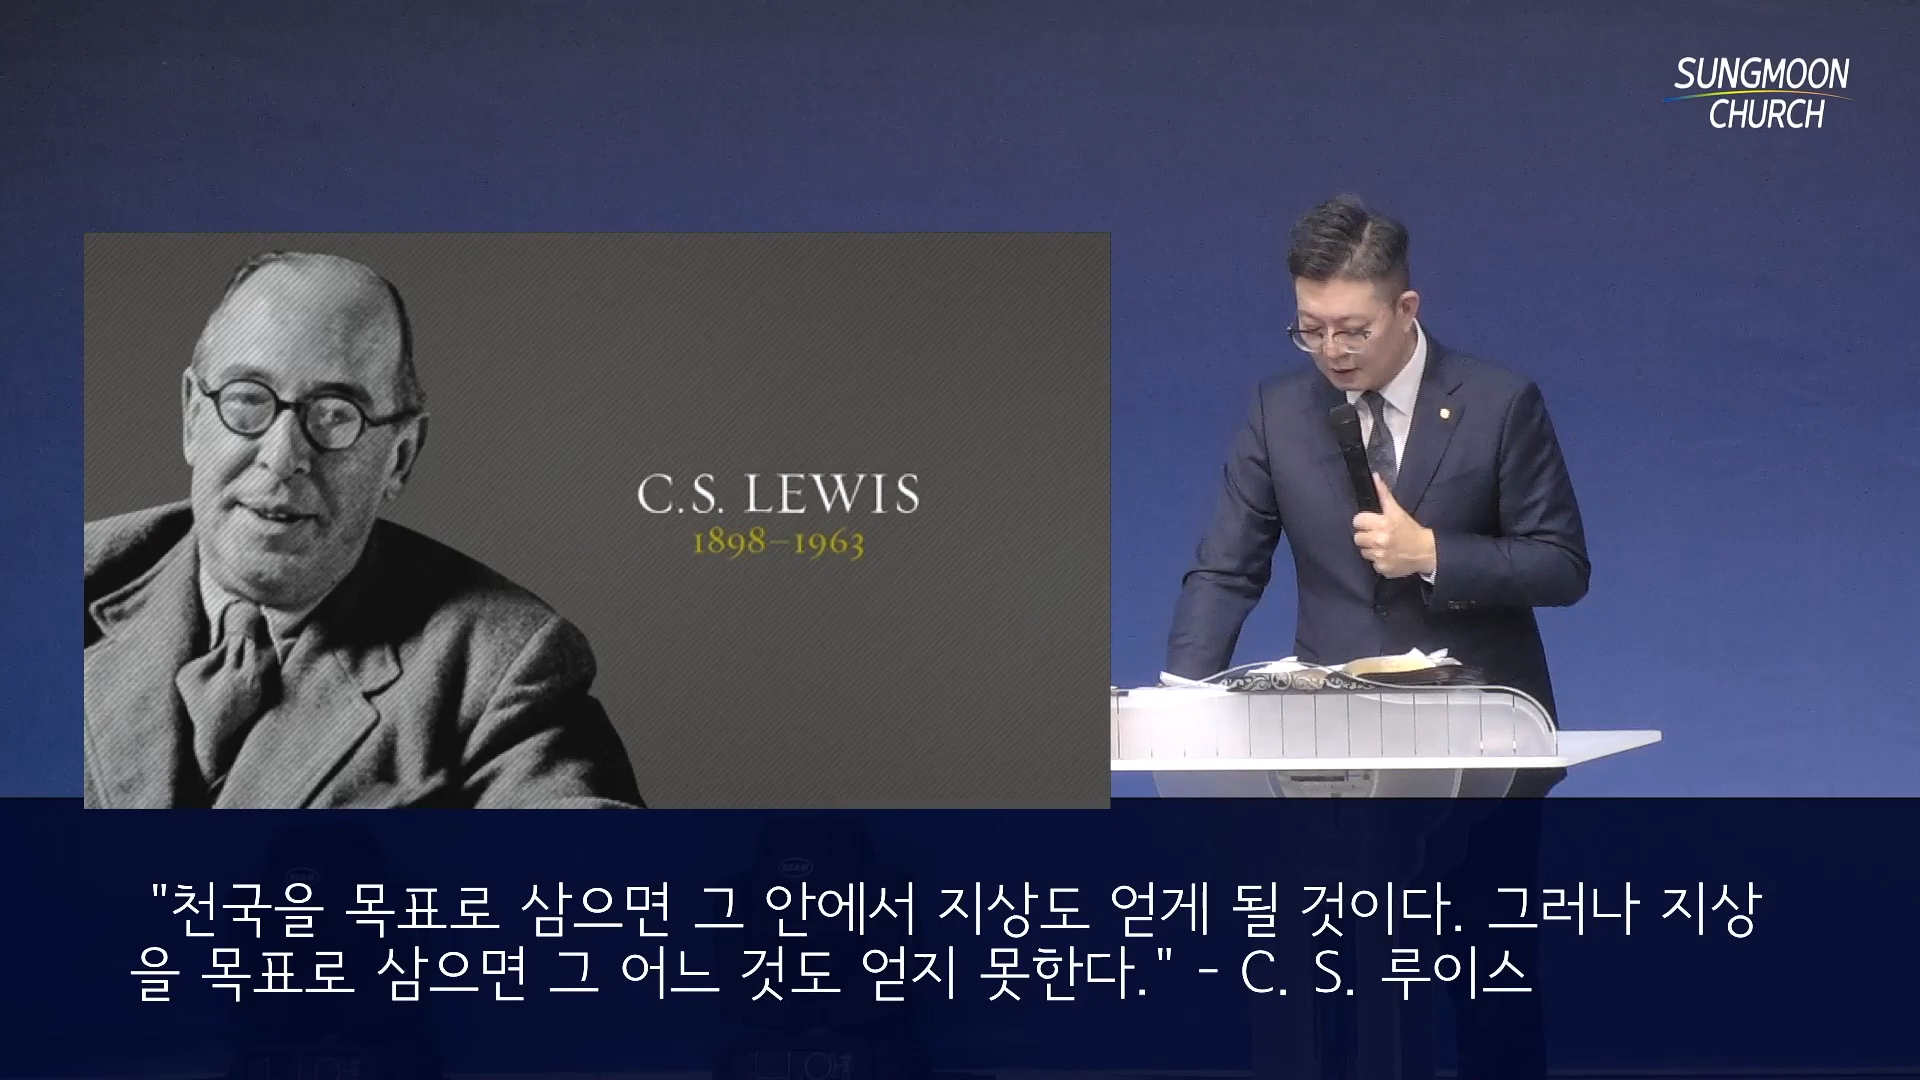 SUNGMOON
CHURCH
C.S. LEWIS
1898–1963
"천국을 목표로 삼으면 그 안에서 지상도 얻게 될 것이다. 그러나 지상
을 목표로 삼으면 그 어느 것도 얻지 못한다." - C. S. 루이스